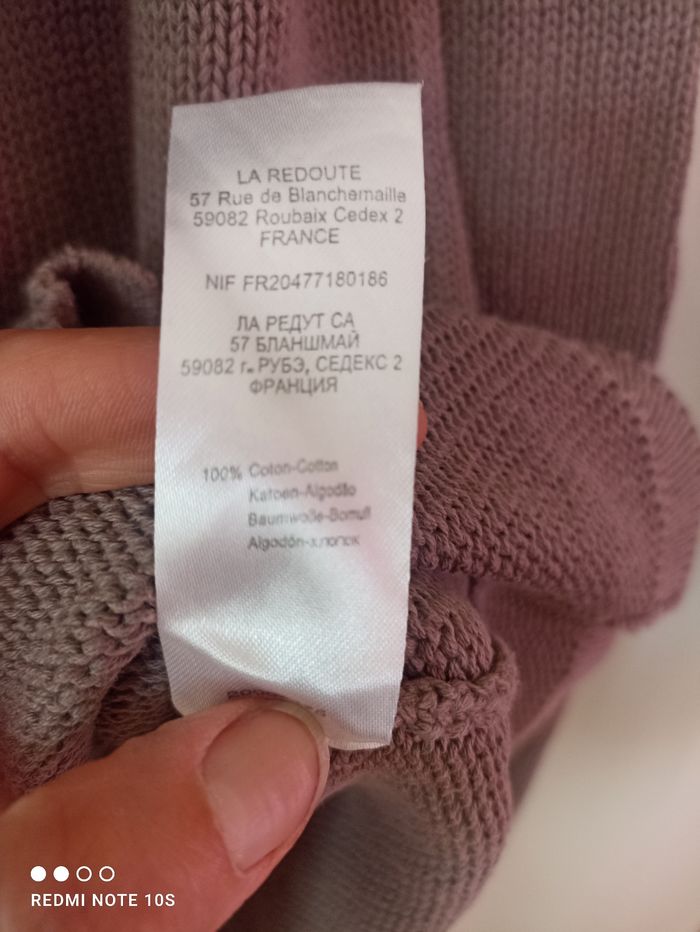 LA REDOUTE
57 Rue de Blanchemaille
59082 Roubaix Cedex 2
FRANCE
NIF FR20477180186
ЛА РЕДУТ СА
57 БЛАНШМАЙ
59082 г. РУБЭ, СЕДЕКС 2
ФРАНЦИЯ
100% Coton-Cotton
Katoen-Algodão
Baumwolle-Bomull
Algodón-хлопок
REDMI NOTE 10S